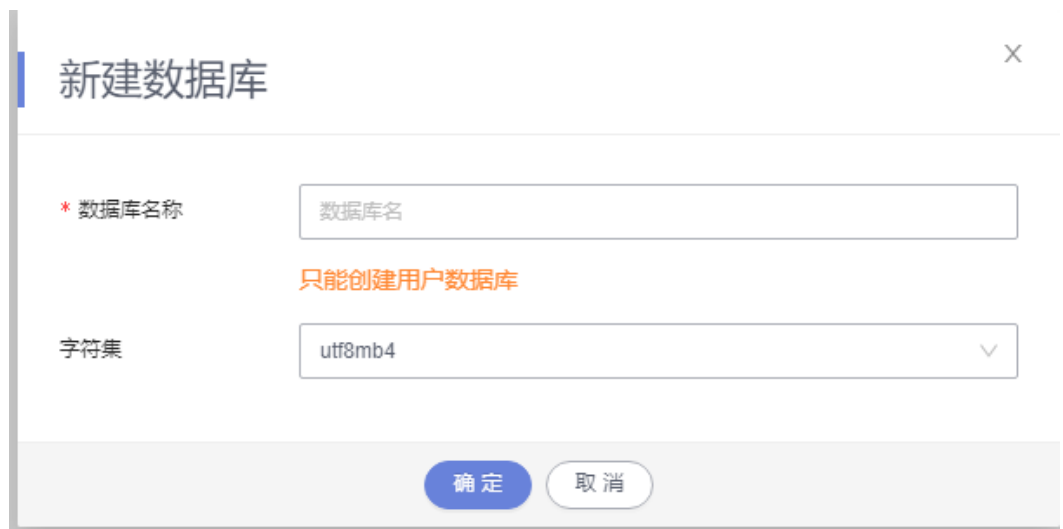 新建数据库
* 数据库名称
数据库名
只能创建用户数据库
字符集
utf8mb4
确定
取消